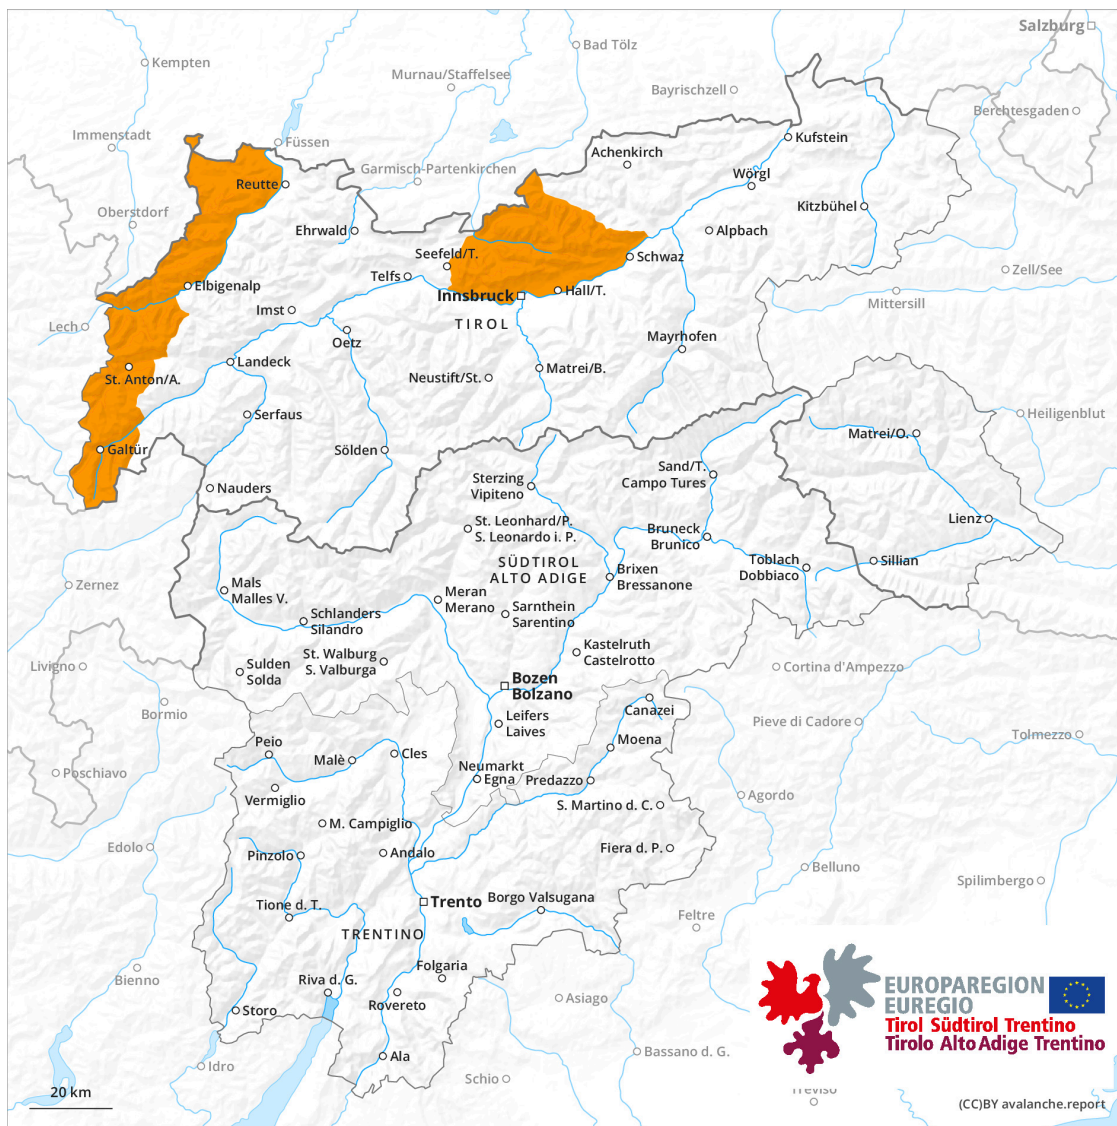 Salzburg
Bad Tölz
Kempten
Murnau/Staffelsee
Bayrischzell
Berchtesgaden
Immenstadt
Füssen
Kufstein
Achenkirch
Garmisch-Partenkirchen
Wörgl
Reutte
Kitzbühel
Oberstdorf
Ehrwald
Alpbach
Seefeld/T.
Schwaz
Zell/See
Telfs
Elbigenalp
Hall/T.
Innsbruck
Mittersill
Imst
TIROL
Lech
Oetz
Mayrhofen
Landeck
Matrei/B.
St. Anton/A.
Neustift/St.
Serfaus
Heiligenblut
Matrei/O.
Galtür
Sölden
Sand/T.
Campo Tures
Sterzing
Vipiteno
Nauders
St. Leonhard/P.
S. Leonardo i. P.
Lienz
Bruneck
Brunico
SÜDTIROL
ALTO ADIGE
Toblach
Dobbiaco
Sillian
Brixen
Bressanone
Zernez
Mals
Malles V.
Meran
Merano
Sarnthein
Sarentino
Schlanders
Silandro
Kastelruth
Castelrotto
St. Walburg
S. Valburga
Livigno
Sulden
Solda
Cortina d'Ampezzo
Bozen
Bolzano
Bormio
Canazei
Leifers
Laives
Pieve di Cadore
Tolmezzo
Peio
Moena
Malè
Cles
Poschiavo
Neumarkt
Egna
Predazzo
Vermiglio
Agordo
S. Martino d. C.
M. Campiglio
Edolo
Pinzolo
Andalo
Fiera d. P.
Belluno
Spilimbergo
Trento
Borgo Valsugana
Tione d. T.
Feltre
TRENTINO
Folgaria
Bienno
Riva d. G.
Rovereto
Asiago
Storo
EUROPAREGION
EUREGIO
Tirol Südtirol Trentino
Tirolo Alto Adige Trentino
Ala
Bassano d. G.
Idro
Schio
Treviso
20 km
(CC)BY avalanche.report